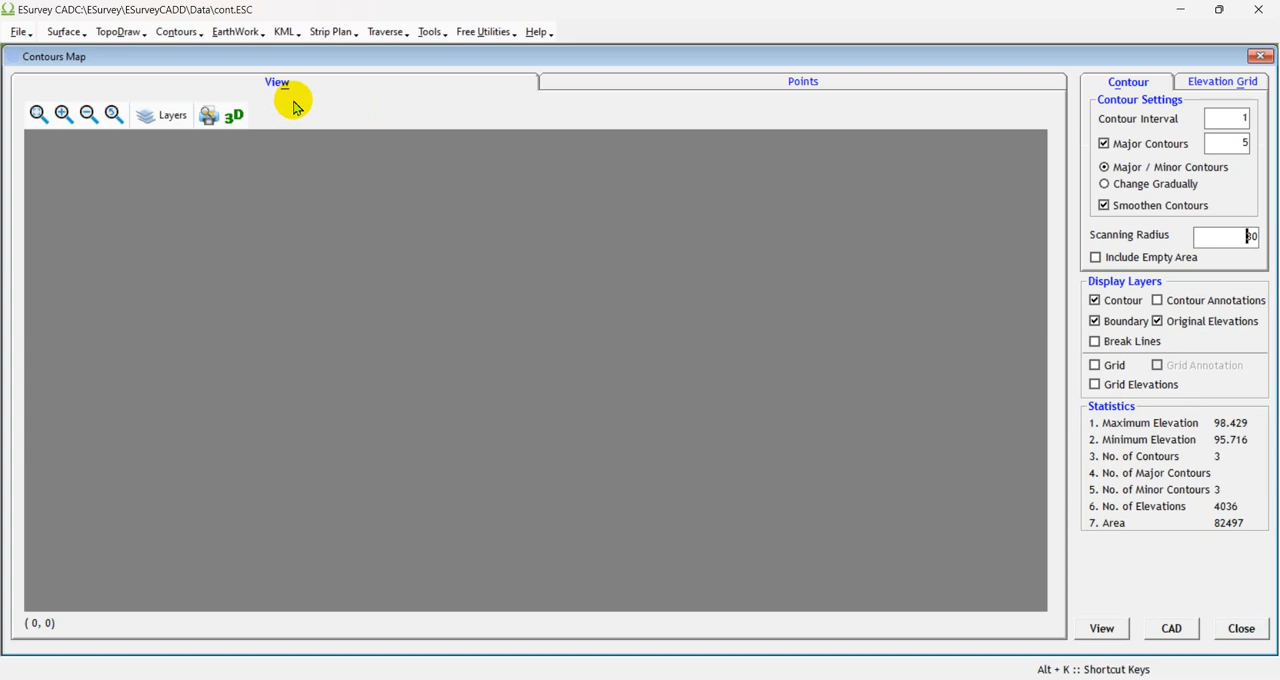 ESurvey CADC:\ESurvey\ESurveyCADD\Data\cont.ESC
File Surface TopoDraw Contours EarthWork KML Strip Plan Traverse Tools Free Utilities Help
Contours Map
View Points
Layers 3D
(0, 0)
Contour Elevation Grid
Contour Settings
Contour Interval 1
Major Contours 5
Major / Minor Contours
Change Gradually
Smoothen Contours
Scanning Radius 80
Include Empty Area
Display Layers
Contour Contour Annotations
Boundary Original Elevations
Break Lines
Grid Grid Annotation
Grid Elevations
Statistics
1. Maximum Elevation 98.429
2. Minimum Elevation 95.716
3. No. of Contours 3
4. No. of Major Contours
5. No. of Minor Contours 3
6. No. of Elevations 4036
7. Area 82497
View CAD Close
Alt + K :: Shortcut Keys